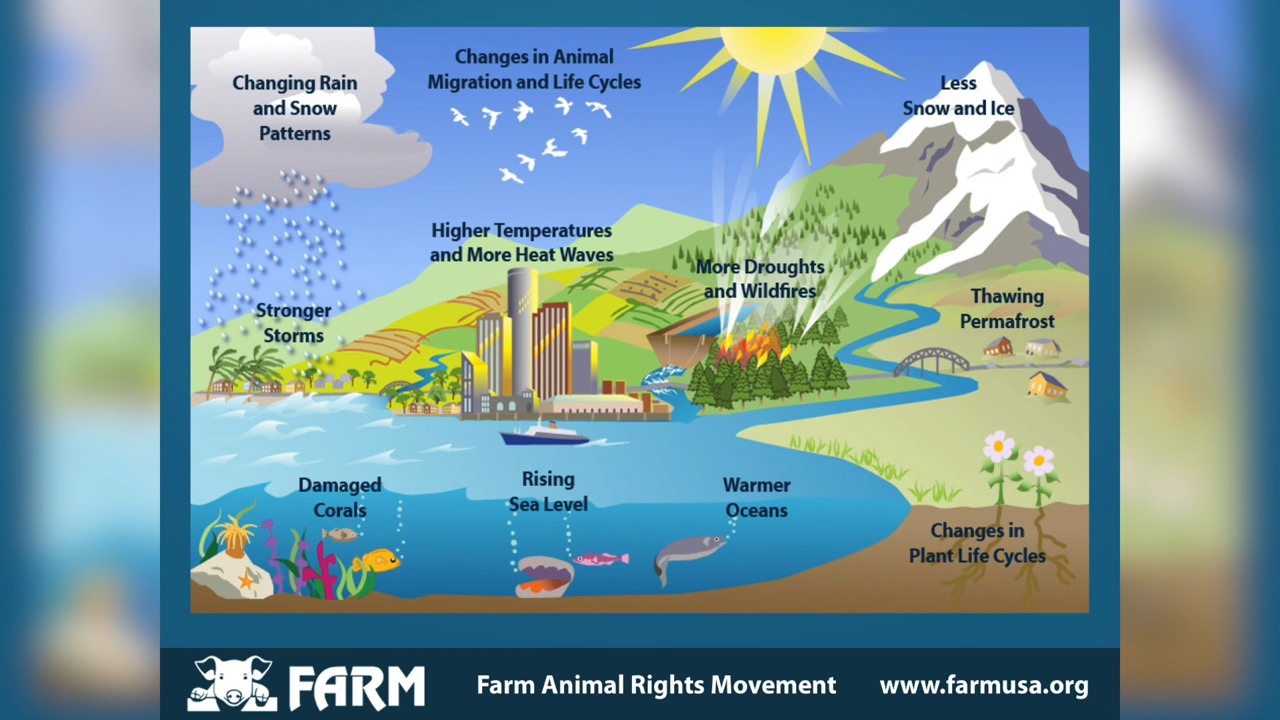 Changes in Animal
Migration and Life Cycles
Changing Rain
and Snow
Patterns
Less
Snow and Ice
Higher Temperatures
and More Heat Waves
More Droughts
and Wildfires
Stronger
Storms
Thawing
Permafrost
Damaged
Corals
Rising
Sea Level
Warmer
Oceans
Changes in
Plant Life Cycles
FARM
Farm Animal Rights Movement
www.farmusa.org